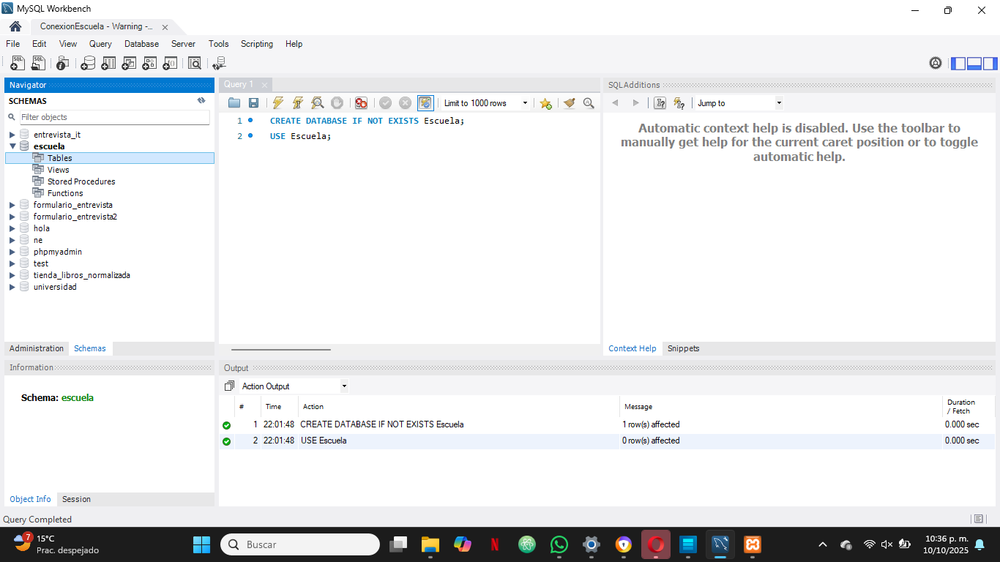 MySQL Workbench
ConexionEscuela - Warning -...
File Edit View Query Database Server Tools Scripting Help
Navigator
SCHEMAS
Filter objects
entrevista_it
escuela
Tables
Views
Stored Procedures
Functions
formulario_entrevista
formulario_entrevista2
hola
ne
phpmyadmin
test
tienda_libros_normalizada
universidad
Administration Schemas
Information
Schema: escuela
Object Info Session
Query 1
Limit to 1000 rows
1 CREATE DATABASE IF NOT EXISTS Escuela;
2 USE Escuela;
SQLAdditions
Jump to
Automatic context help is disabled. Use the toolbar to
manually get help for the current caret position or to toggle
automatic help.
Context Help Snippets
Output
Action Output
# Time Action Message Duration / Fetch
1 22:01:48 CREATE DATABASE IF NOT EXISTS Escuela 1 row(s) affected 0.000 sec
2 22:01:48 USE Escuela 0 row(s) affected 0.000 sec
Query Completed
7
15°C
Prac. despejado
Buscar
10:36 p. m.
10/10/2025